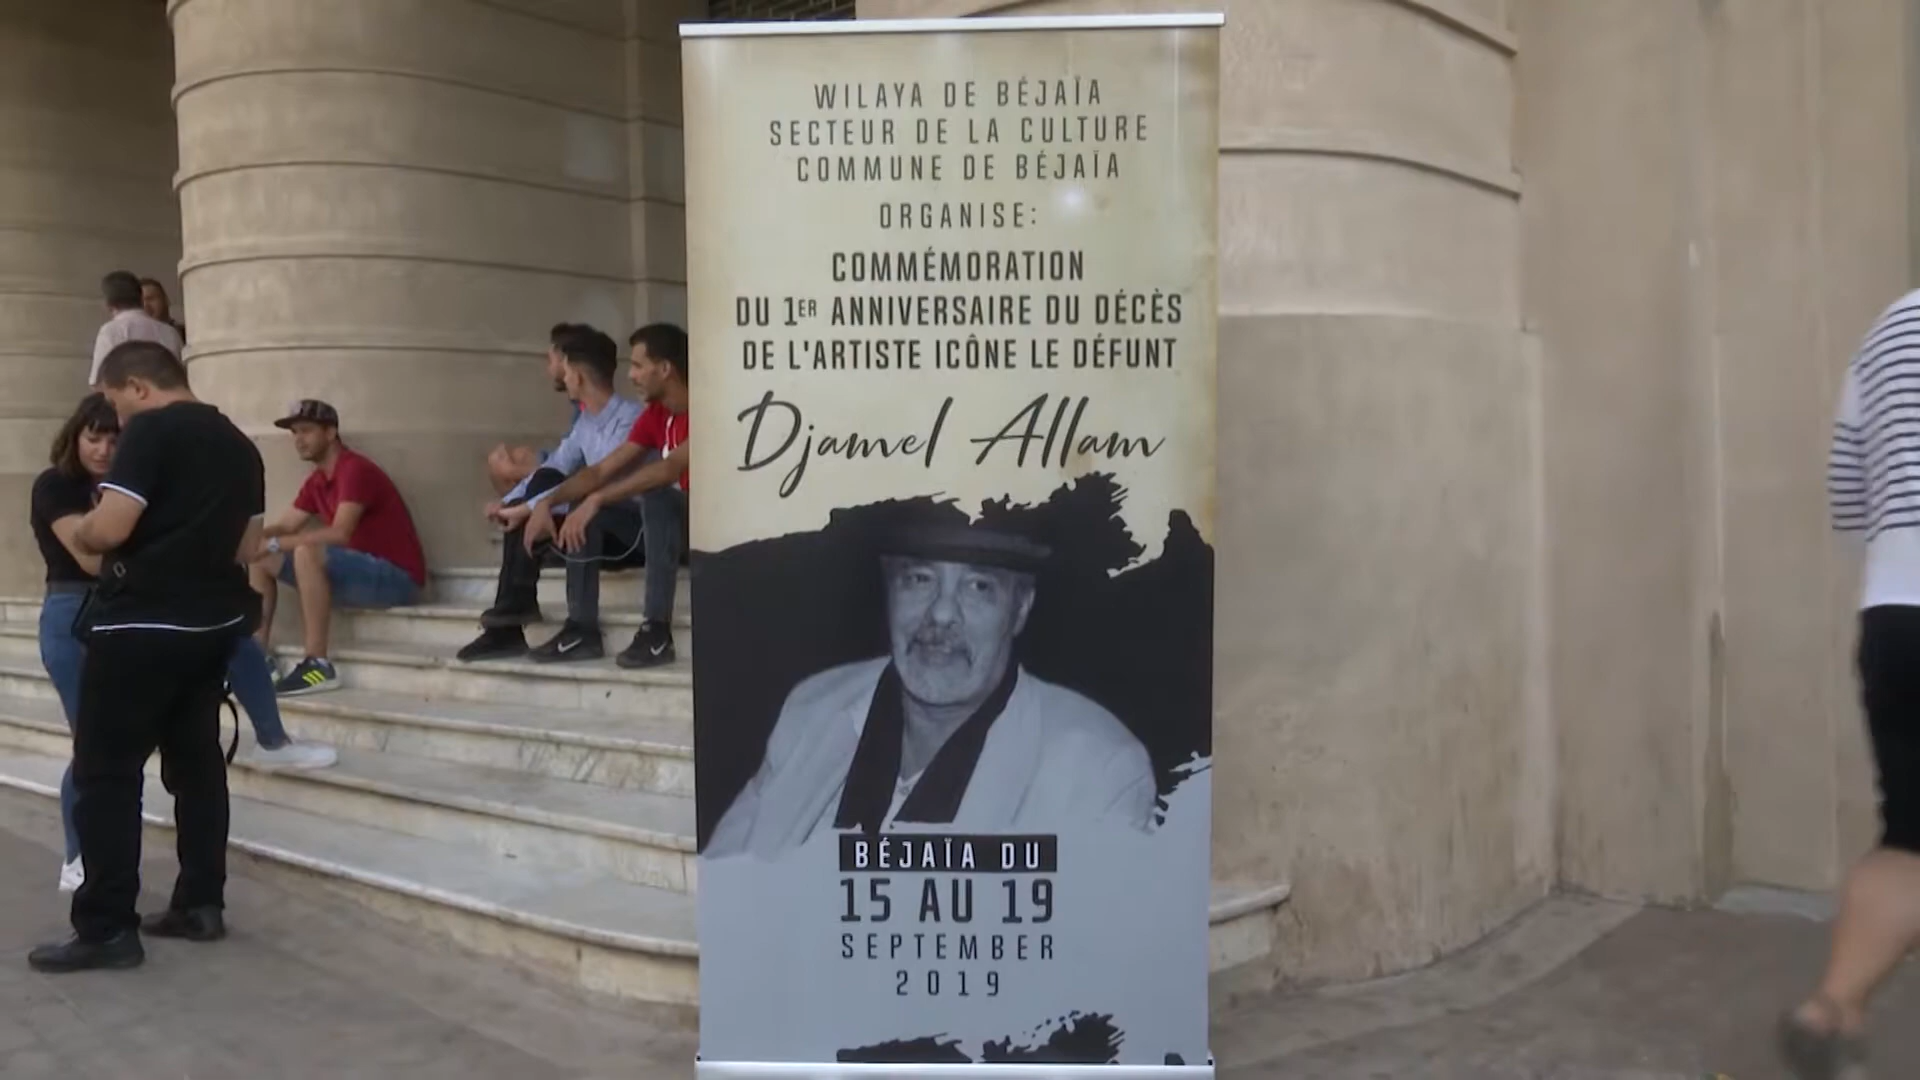 WILAYA DE BÉJAÏA
SECTEUR DE LA CULTURE
COMMUNE DE BÉJAÏA
ORGANISE:
COMMÉMORATION
DU 1ER ANNIVERSAIRE DU DÉCÈS
DE L'ARTISTE ICÔNE LE DÉFUNT
Djamel Allam
BÉJAÏA DU
15 AU 19
SEPTEMBER
2019